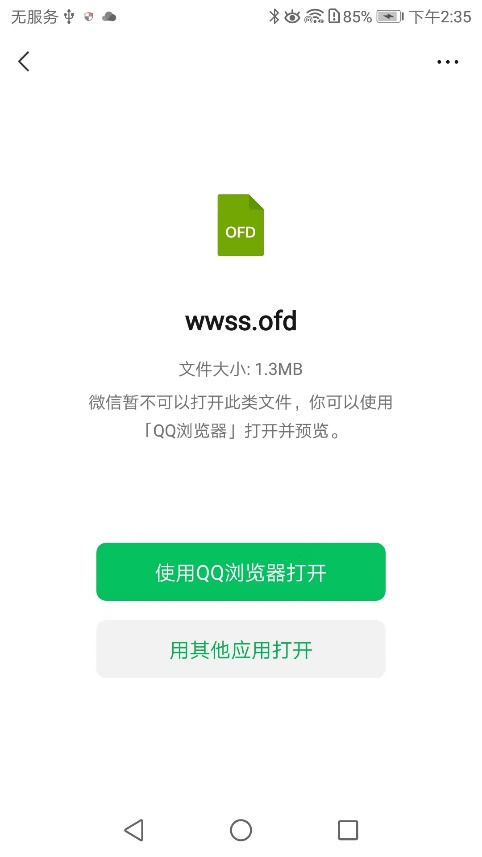 无服务 85% 下午2:35
OFD
wwss.ofd
文件大小: 1.3MB
微信暂不可以打开此类文件，你可以使用
「QQ浏览器」打开并预览。
使用QQ浏览器打开
用其他应用打开